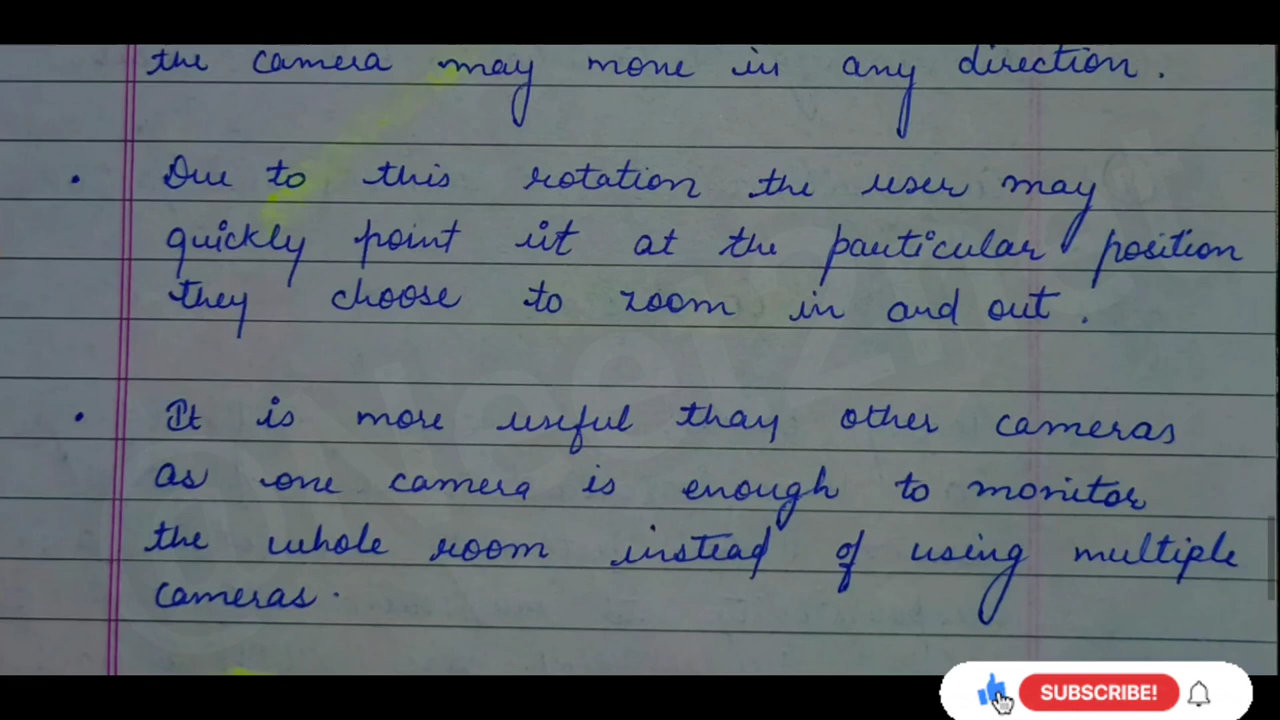 the camera may move in any direction.
• Due to this rotation the user may
quickly point it at the particular position
they choose to zoom in and out.
• It is more useful than other cameras
as one camera is enough to monitor
the whole room instead of using multiple
cameras.
SUBSCRIBE!